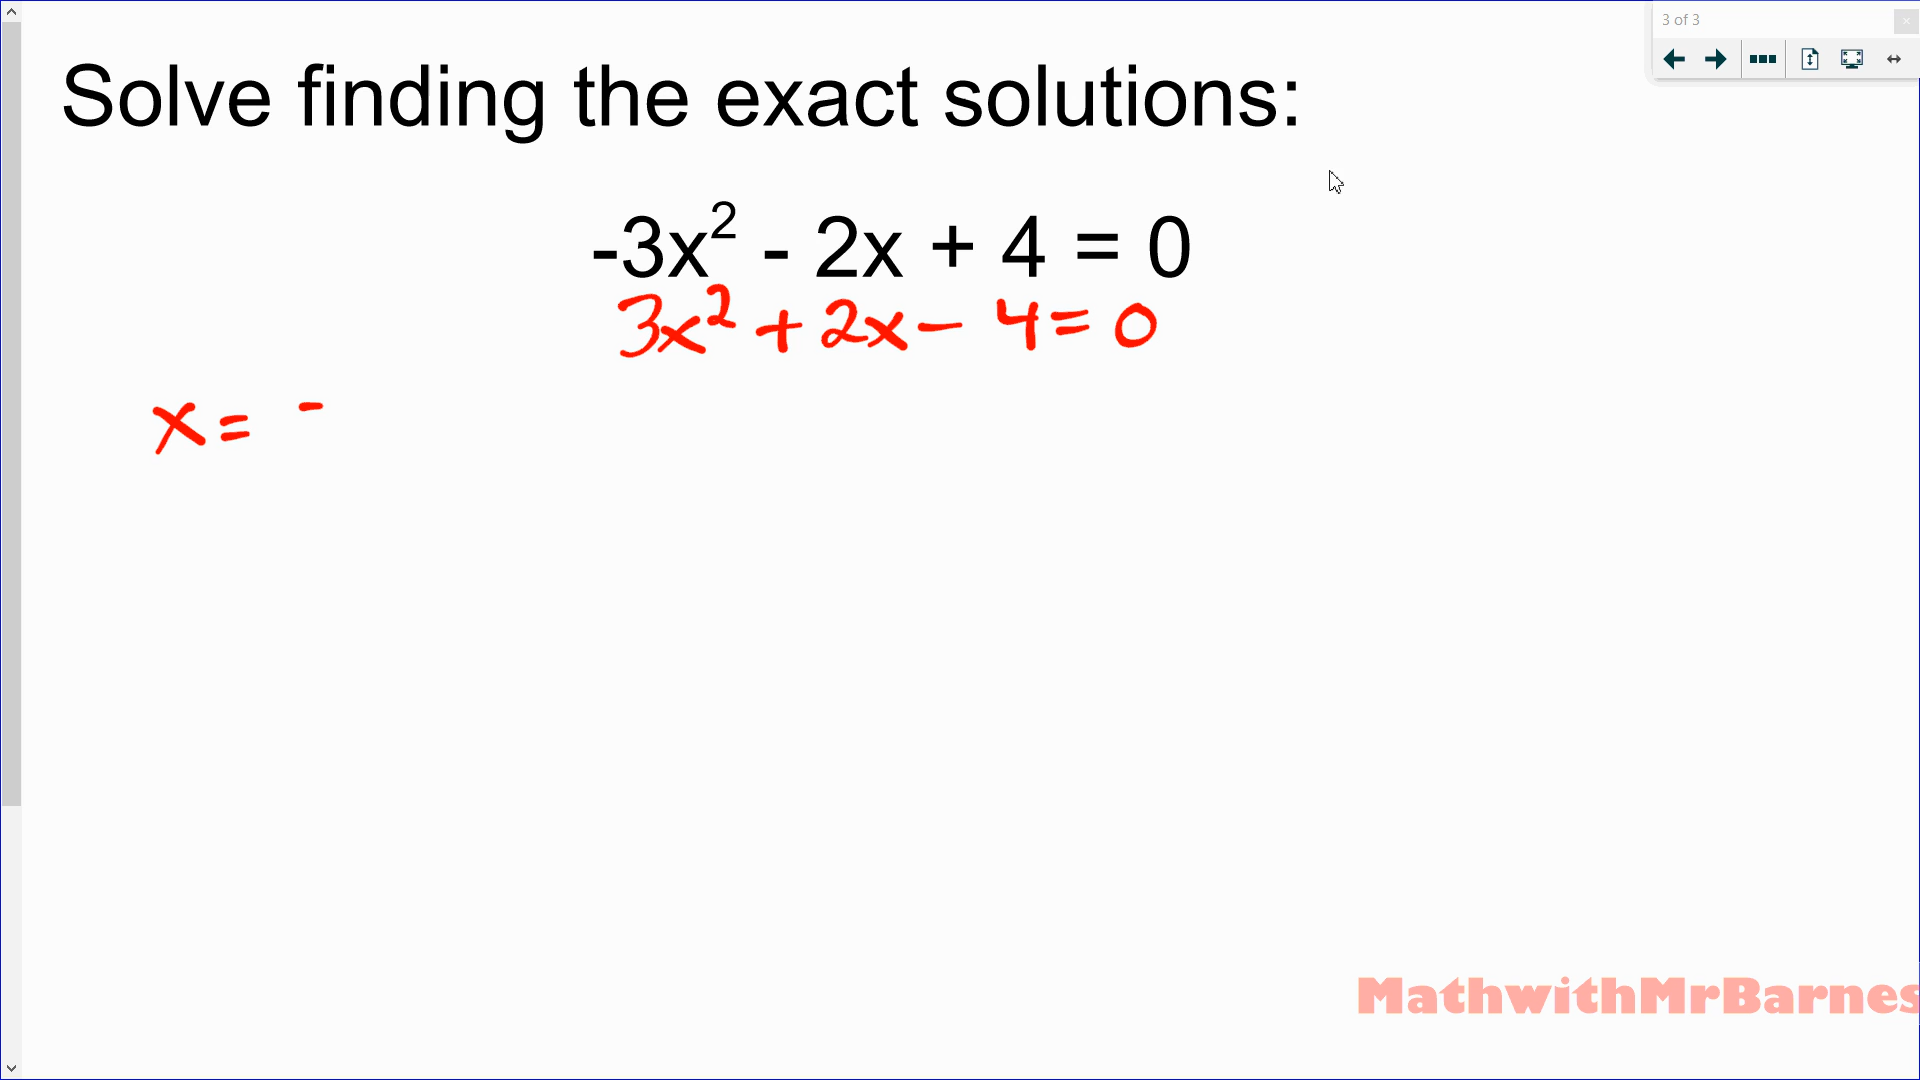 3 of 3
Solve finding the exact solutions:
-3x² - 2x + 4 = 0
3x² + 2x - 4 = 0
x = -
MathwithMrBarnes